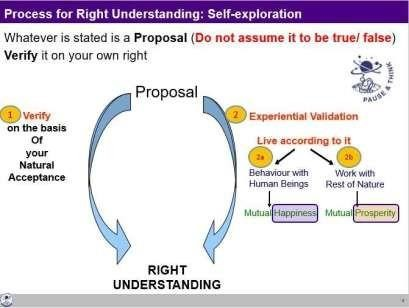 Process for Right Understanding: Self-exploration
Whatever is stated is a Proposal (Do not assume it to be true/ false)
Verify it on your own right
PAUSE & THINK
Proposal
1 Verify
on the basis
Of
your
Natural
Acceptance
2 Experiential Validation
Live according to it
2a
2b
Behaviour with
Human Beings
Work with
Rest of Nature
Mutual Happiness
Mutual Prosperity
RIGHT
UNDERSTANDING